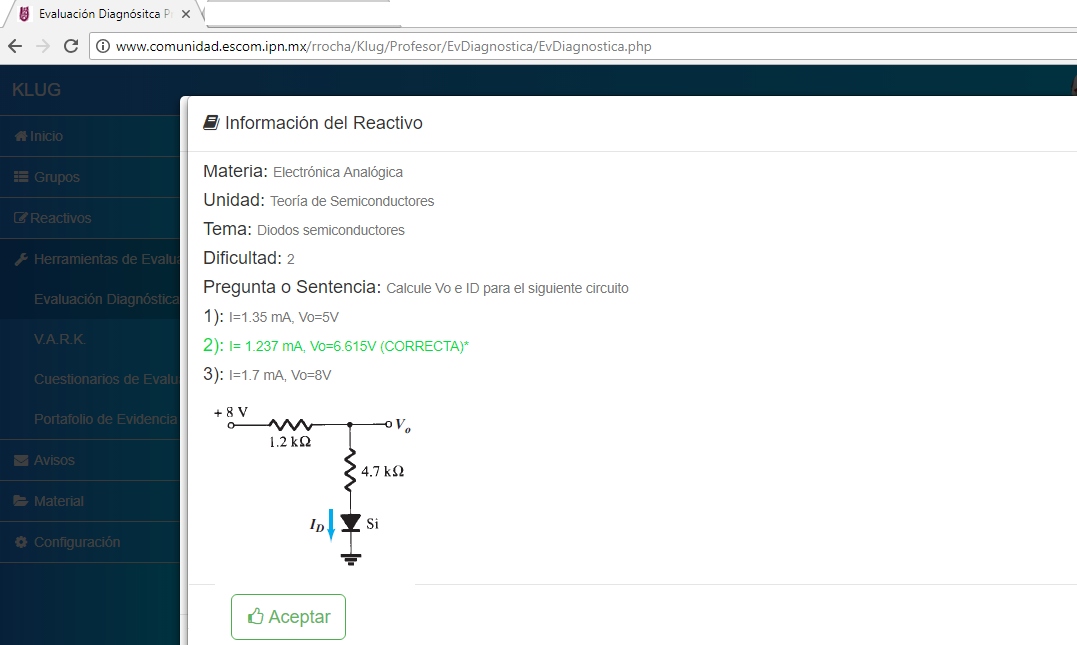 Evaluación Diagnósitca P
www.comunidad.escom.ipn.mx/rrocha/Klug/Profesor/EvDiagnostica/EvDiagnostica.php
KLUG
Inicio
Grupos
Reactivos
Herramientas de Evalua
Evaluación Diagnóstica
V.A.R.K.
Cuestionarios de Evalu
Portafolio de Evidencia
Avisos
Material
Configuración
Información del Reactivo
Materia: Electrónica Analógica
Unidad: Teoría de Semiconductores
Tema: Diodos semiconductores
Dificultad: 2
Pregunta o Sentencia: Calcule Vo e ID para el siguiente circuito
1): I=1.35 mA, Vo=5V
2): I= 1.237 mA, Vo=6.615V (CORRECTA)*
3): I=1.7 mA, Vo=8V
+ 8 V
Vo
1.2 kΩ
4.7 kΩ
ID
Si
Aceptar